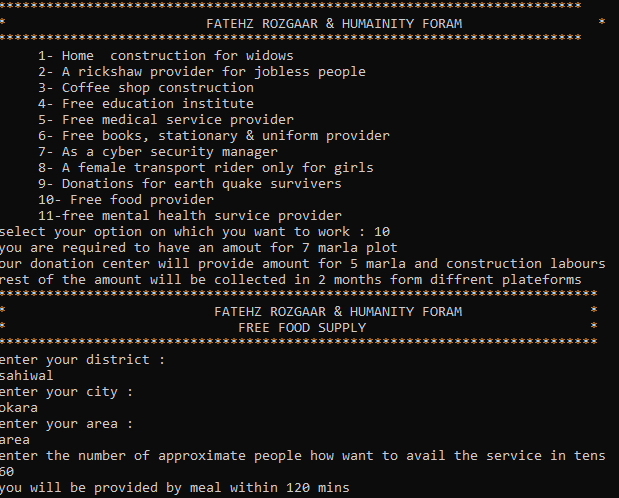 *************************************************************************
* FATEHZ ROZGAAR & HUMAINITY FORAM *
*************************************************************************
1- Home  construction for widows
2- A rickshaw provider for jobless people
3- Coffee shop construction
4- Free education institute
5- Free medical service provider
6- Free books, stationary & uniform provider
7- As a cyber security manager
8- A female transport rider only for girls
9- Donations for earth quake survivers
10- Free food provider
11-free mental health survice provider
select your option on which you want to work : 10
you are required to have an amout for 7 marla plot
our donation center will provide amount for 5 marla and construction labours
rest of the amount will be collected in 2 months form diffrent plateforms
***************************************************************************
* FATEHZ ROZGAAR & HUMANITY FORAM *
* FREE FOOD SUPPLY *
***************************************************************************
enter your district :
sahiwal
enter your city :
okara
enter your area :
area
enter the number of approximate people how want to avail the service in tens
60
you will be provided by meal within 120 mins